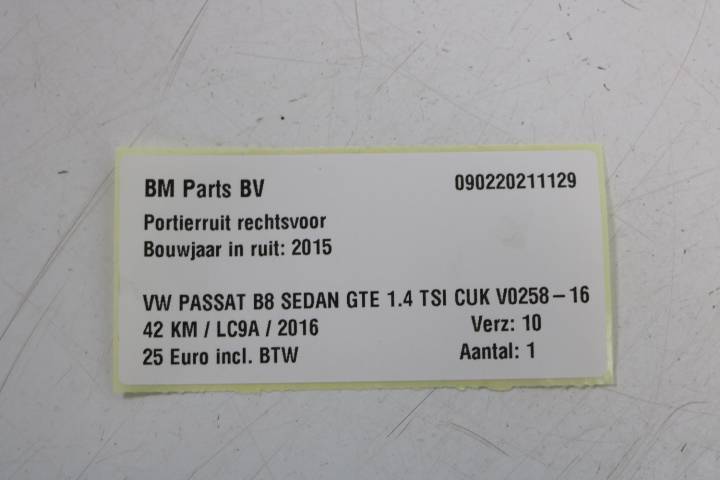 BM Parts BV 090220211129
Portierruit rechtsvoor
Bouwjaar in ruit: 2015
VW PASSAT B8 SEDAN GTE 1.4 TSI CUK V0258-16
42 KM / LC9A / 2016 Verz: 10
25 Euro incl. BTW Aantal: 1